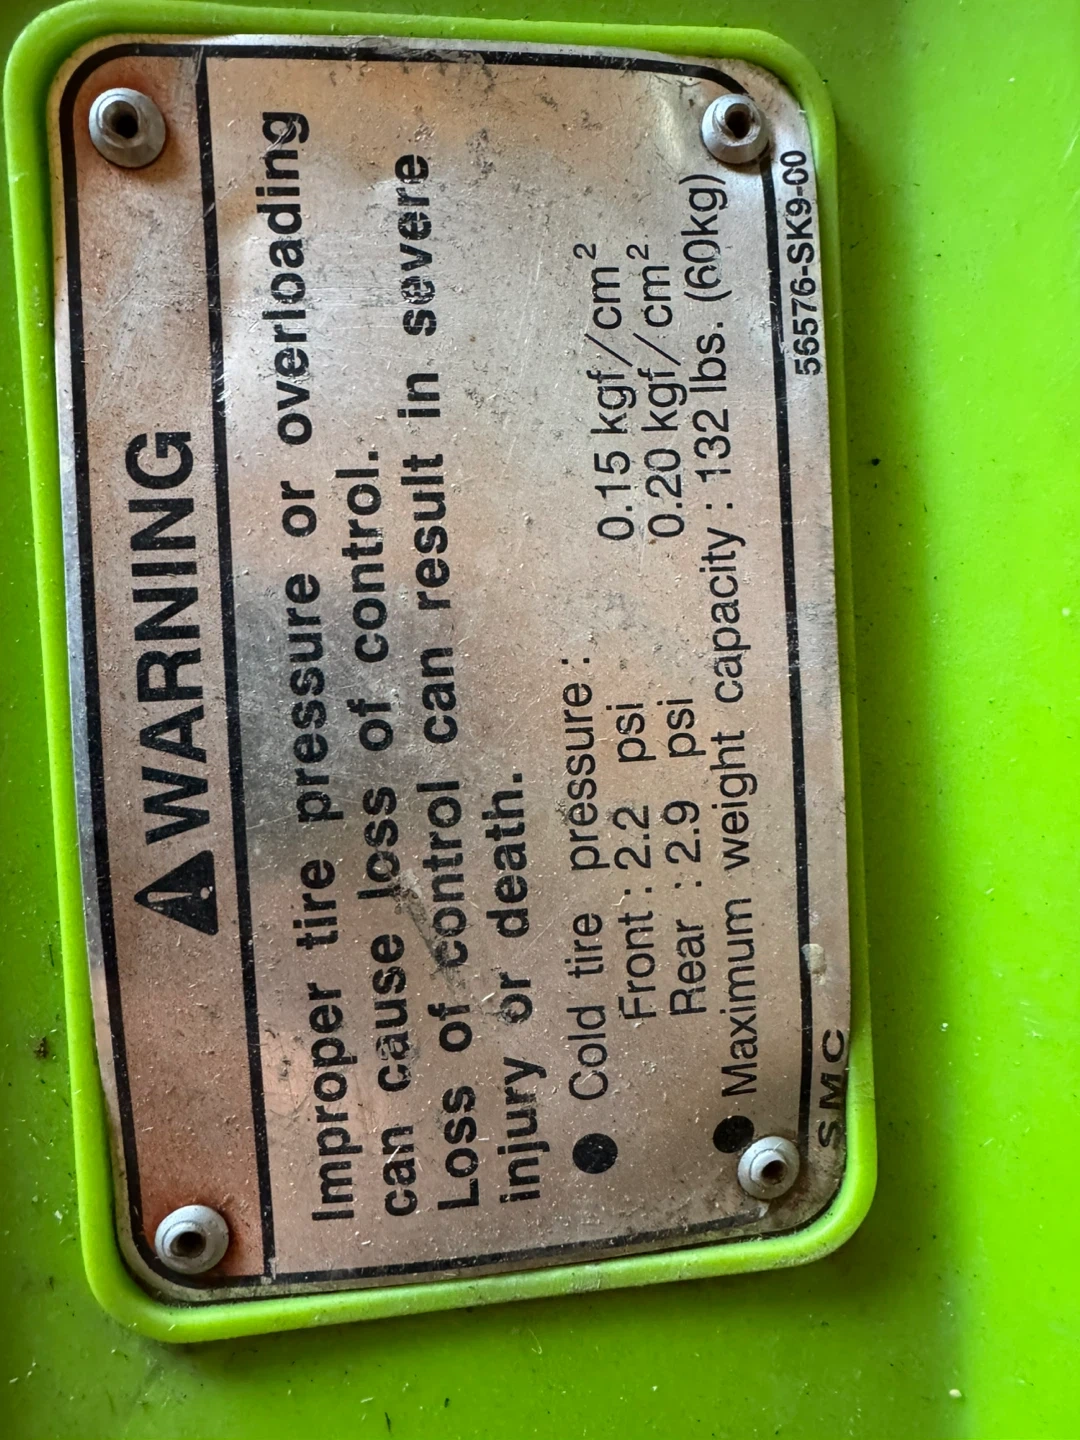 WARNING
Improper tire pressure or overloading
can cause loss of control.
Loss of control can result in severe
injury or death.
● Cold tire pressure :
Front : 2.2 psi 0.15 kgf/cm²
Rear : 2.9 psi 0.20 kgf/cm²
● Maximum weight capacity : 132 lbs. (60kg)
SMC 56576-SK9-00